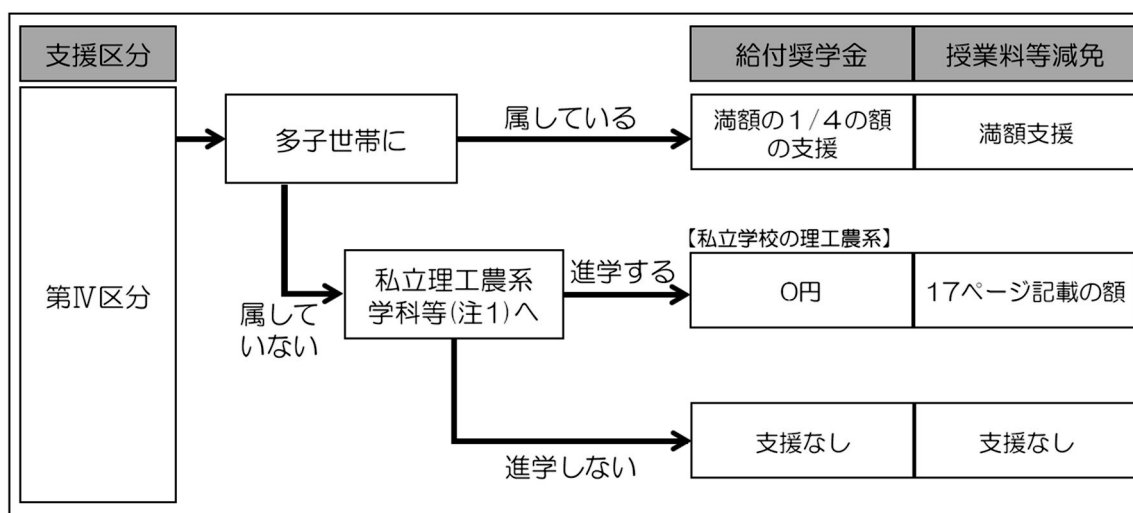 支援区分
給付奨学金
授業料等減免
第Ⅳ区分
多子世帯に
属している
満額の1/4の額
の支援
満額支援
属して
いない
私立理工農系
学科等(注1)へ
進学する
【私立学校の理工農系】
0円
17ページ記載の額
進学しない
支援なし
支援なし